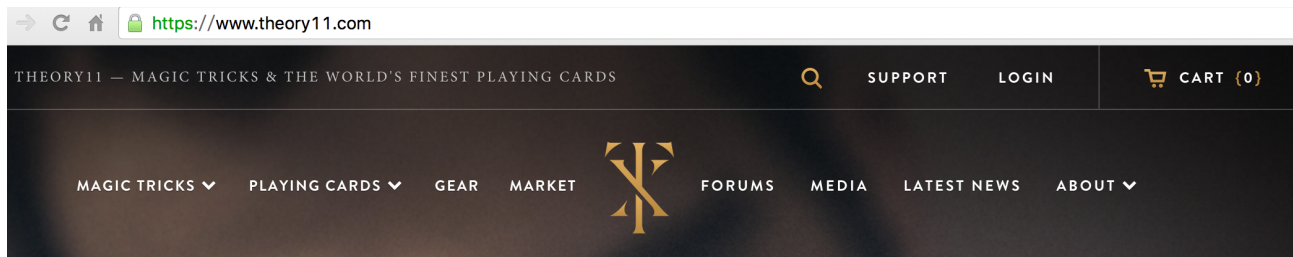 https://www.theory11.com
THEORY11 — MAGIC TRICKS & THE WORLD'S FINEST PLAYING CARDS SUPPORT LOGIN CART {0}
MAGIC TRICKS PLAYING CARDS GEAR MARKET FORUMS MEDIA LATEST NEWS ABOUT